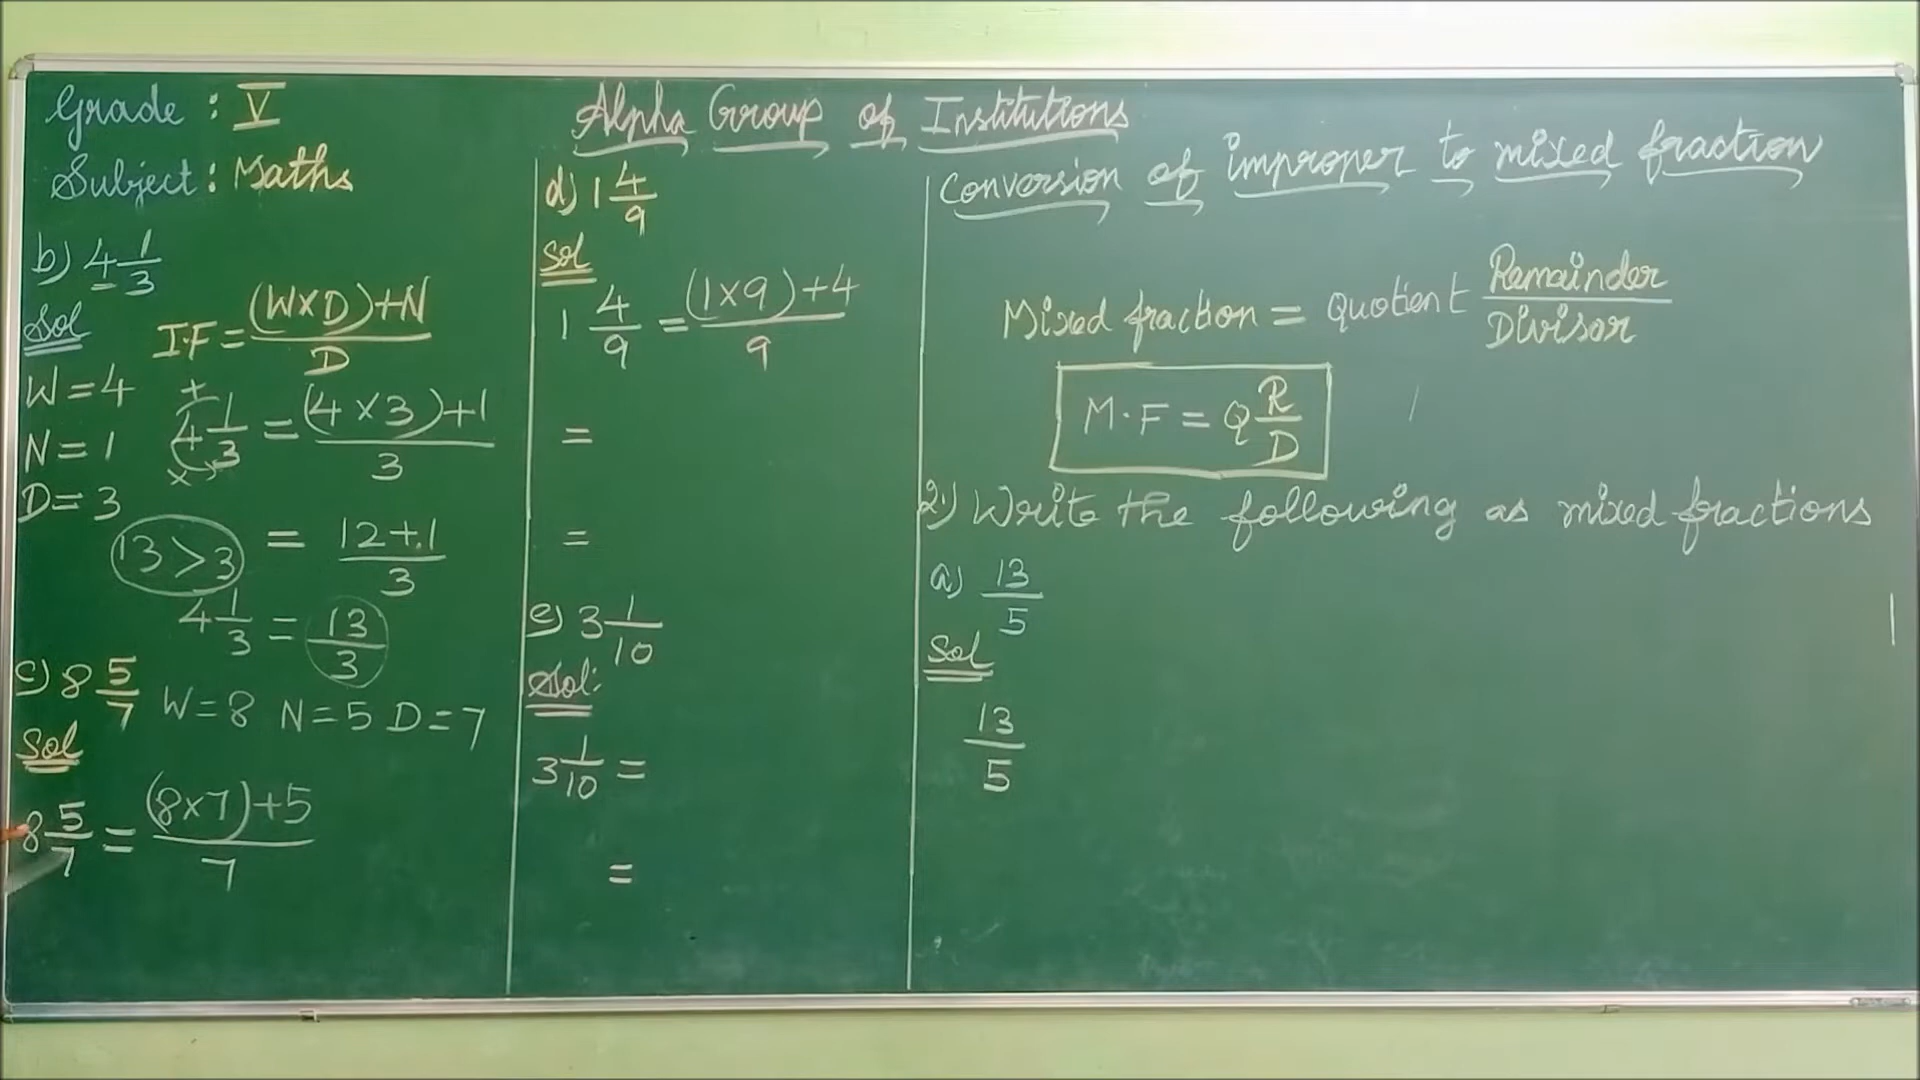 Grade : V
Subject : Maths
Alpha Group of Institutions
b) 4 1/3
Sol
I.F = (W×D)+N / D
W = 4
N = 1
D = 3
+
4 1/3 = (4×3)+1 / 3
×
13 > 3
= 12+1 / 3
4 1/3 = 13/3
c) 8 5/7 W=8 N=5 D=7
Sol
8 5/7 = (8×7)+5 / 7
d) 1 4/9
Sol
1 4/9 = (1×9)+4 / 9
=
=
e) 3 1/10
Sol:
3 1/10 =
=
Conversion of improper to mixed fraction
Mixed fraction = Quotient Remainder / Divisor
M.F = Q R/D
2) Write the following as mixed fractions
a) 13/5
Sol
13/5